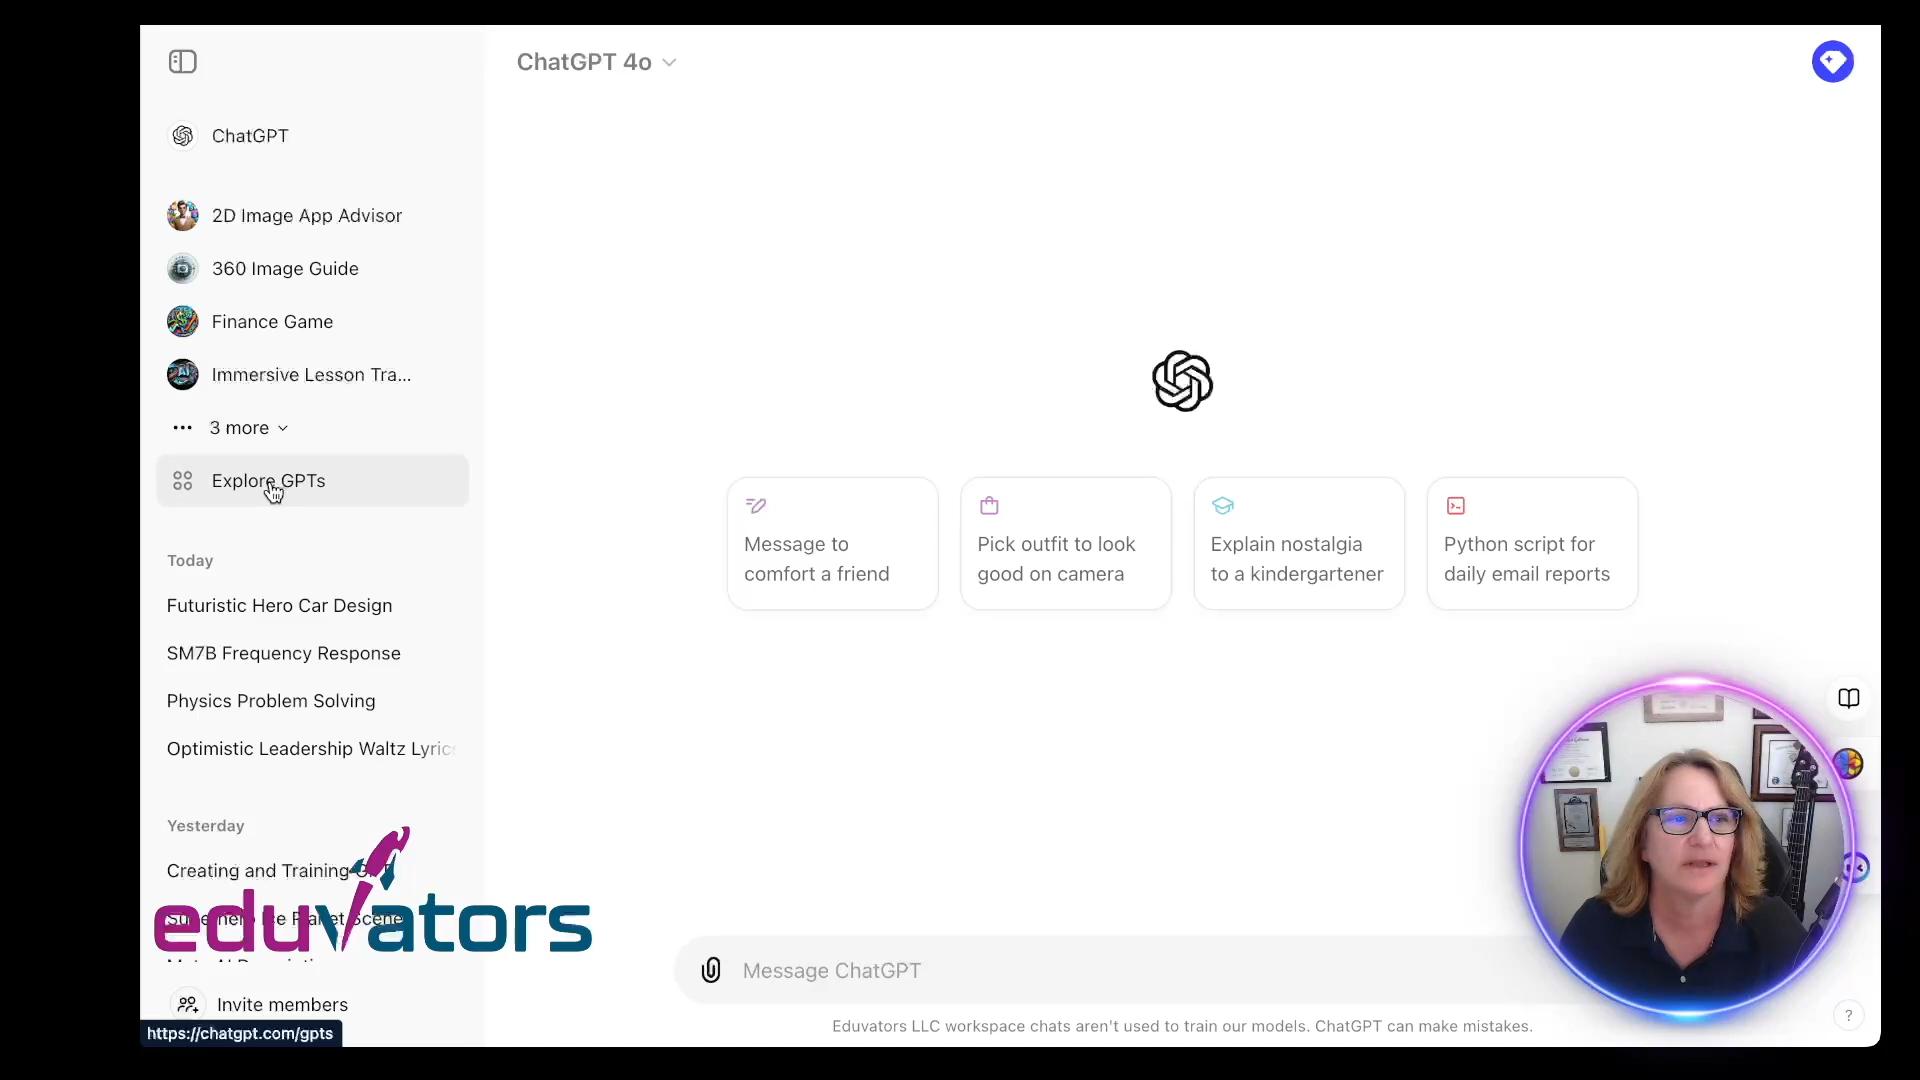 ChatGPT 4o
ChatGPT
2D Image App Advisor
360 Image Guide
Finance Game
Immersive Lesson Tra...
3 more
Explore GPTs
Today
Futuristic Hero Car Design
SM7B Frequency Response
Physics Problem Solving
Optimistic Leadership Waltz Lyrics
Yesterday
Creating and Training
eduvators
Invite members
https://chatgpt.com/gpts
Message to
comfort a friend
Pick outfit to look
good on camera
Explain nostalgia
to a kindergartener
Python script for
daily email reports
Message ChatGPT
Eduvators LLC workspace chats aren't used to train our models. ChatGPT can make mistakes.
?